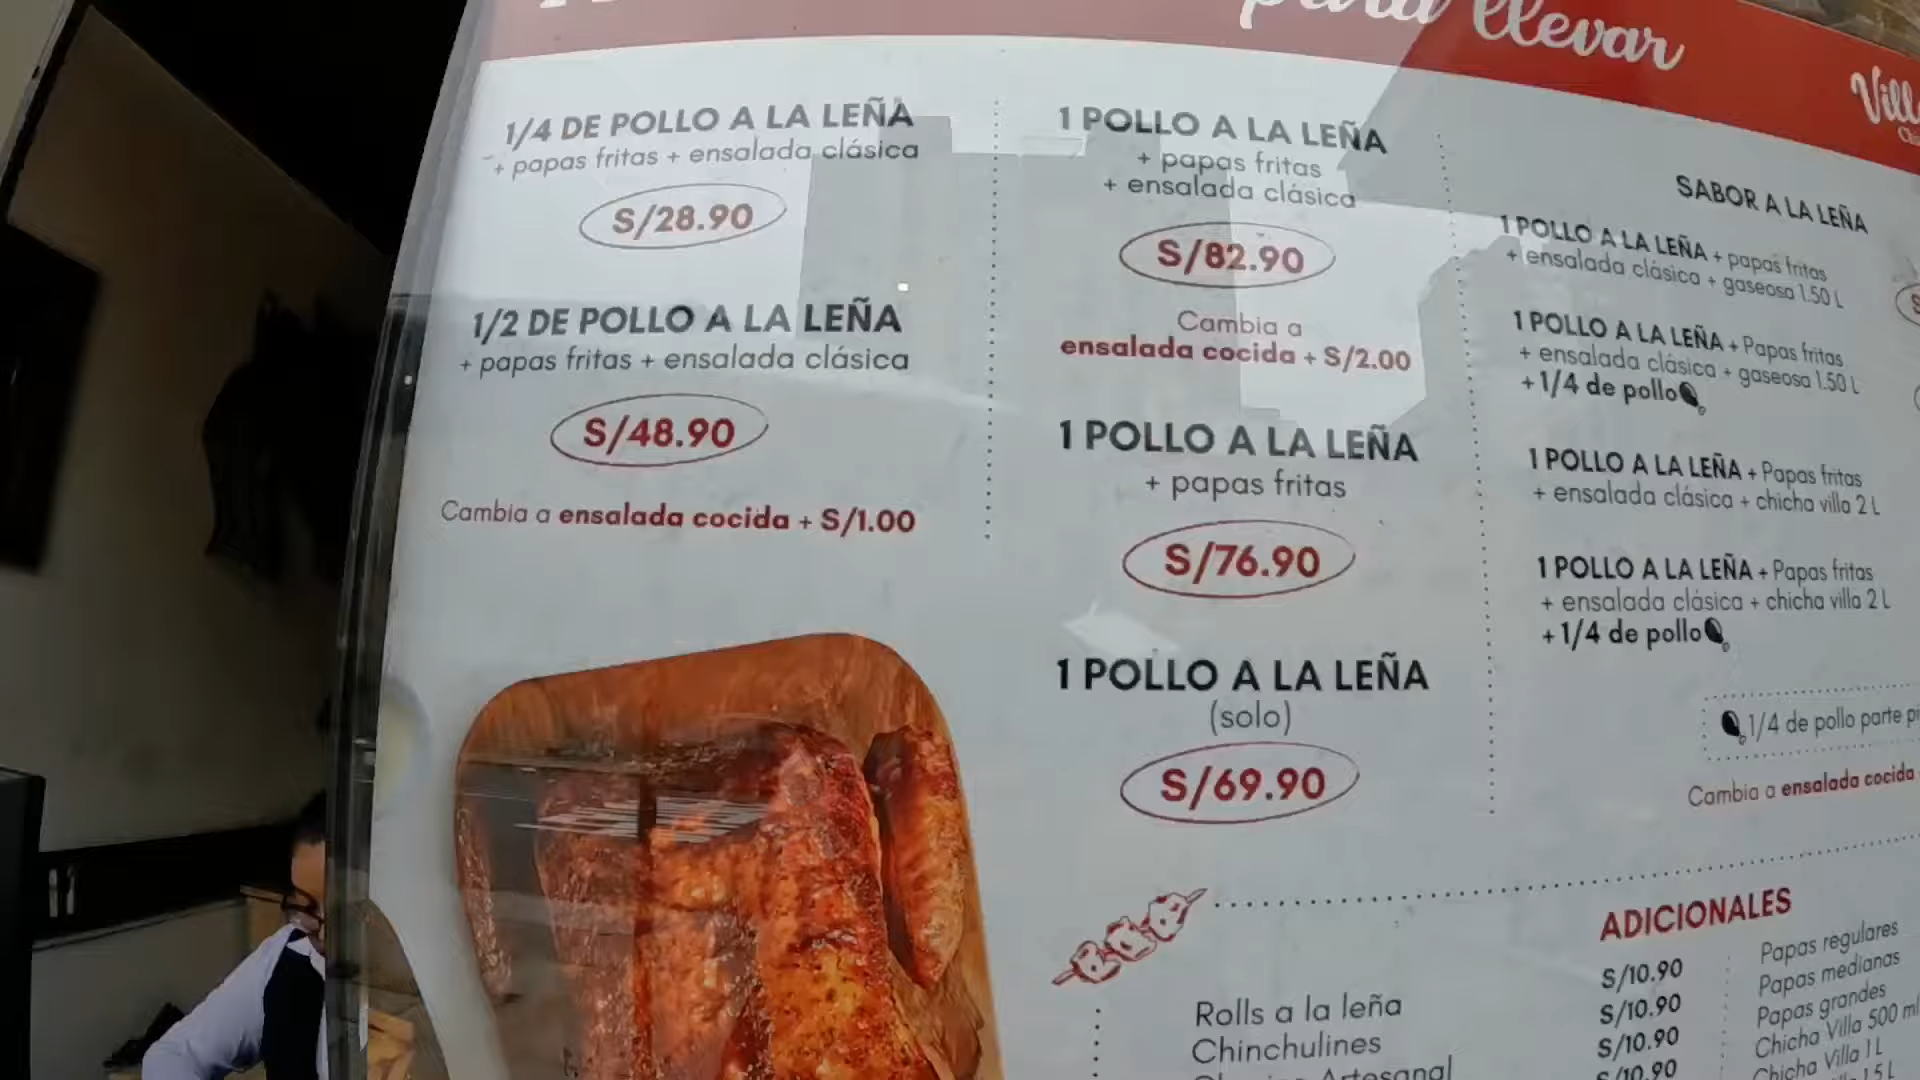 para llevar
1/4 DE POLLO A LA LEÑA
+ papas fritas + ensalada clásica
S/28.90
1/2 DE POLLO A LA LEÑA
+ papas fritas + ensalada clásica
S/48.90
Cambia a ensalada cocida + S/1.00
1 POLLO A LA LEÑA
+ papas fritas
+ ensalada clásica
S/82.90
Cambia a
ensalada cocida + S/2.00
1 POLLO A LA LEÑA
+ papas fritas
S/76.90
1 POLLO A LA LEÑA
(solo)
S/69.90
SABOR A LA LEÑA
1 POLLO A LA LEÑA + papas fritas
+ ensalada clásica + gaseosa 1.50 L
1 POLLO A LA LEÑA + Papas fritas
+ ensalada clásica + gaseosa 1.50 L
+ 1/4 de pollo
1 POLLO A LA LEÑA + Papas fritas
+ ensalada clásica + chicha villa 2 L
1 POLLO A LA LEÑA + Papas fritas
+ ensalada clásica + chicha villa 2 L
+ 1/4 de pollo
1/4 de pollo parte
Cambia a ensalada cocida
Rolls a la leña
Chinchulines
Artesanal
ADICIONALES
S/10.90
S/10.90
S/10.90
S/10.90
Papas regulares
Papas medianas
Papas grandes
Chicha Villa 500 ml
Chicha Villa 1 L
1.5 L